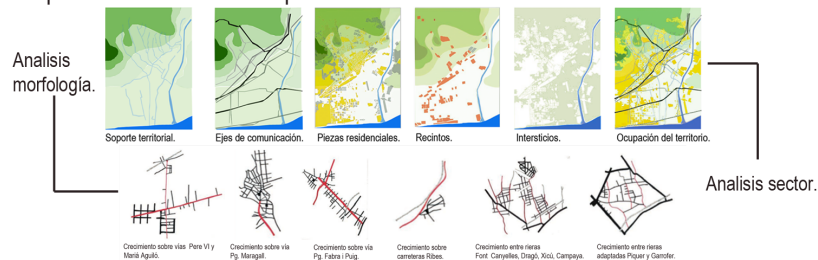 Analisis
morfología.
Soporte territorial.
Ejes de comunicación.
Piezas residenciales.
Recintos.
Intersticios.
Ocupación del territorio.
Analisis sector.
Crecimiento sobre vías Pere VI y
Marià Aguiló.
Crecimiento sobre vía
Pg. Maragall.
Crecimiento sobre vía
Pg. Fabra i Puig.
Crecimiento sobre
carreteras Ribes.
Crecimiento entre rieras
Font Canyelles, Dragó, Xicú, Campaya.
Crecimiento entre rieras
adaptadas Piquer y Garrofer.